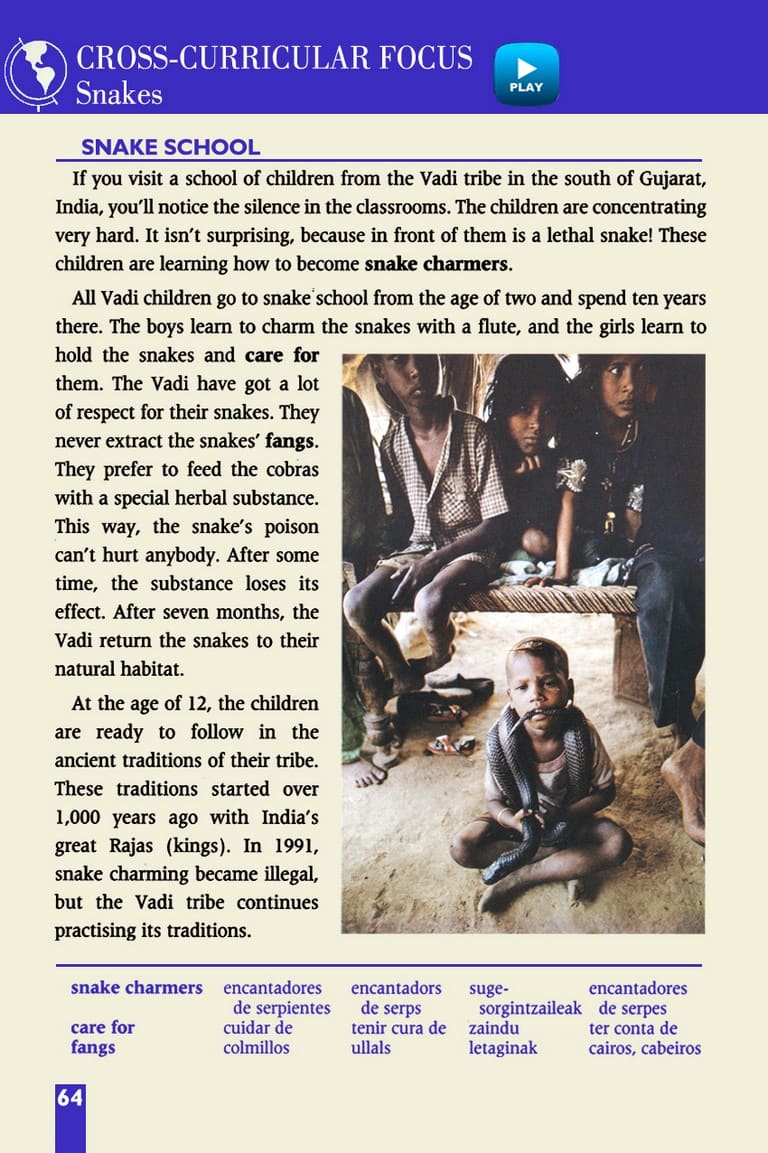 CROSS-CURRICULAR FOCUS
Snakes
PLAY
SNAKE SCHOOL
If you visit a school of children from the Vadi tribe in the south of Gujarat,
India, you'll notice the silence in the classrooms. The children are concentrating
very hard. It isn't surprising, because in front of them is a lethal snake! These
children are learning how to become snake charmers.
All Vadi children go to snake school from the age of two and spend ten years
there. The boys learn to charm the snakes with a flute, and the girls learn to
hold the snakes and care for
them. The Vadi have got a lot
of respect for their snakes. They
never extract the snakes' fangs.
They prefer to feed the cobras
with a special herbal substance.
This way, the snake's poison
can't hurt anybody. After some
time, the substance loses its
effect. After seven months, the
Vadi return the snakes to their
natural habitat.
At the age of 12, the children
are ready to follow in the
ancient traditions of their tribe.
These traditions started over
1,000 years ago with India's
great Rajas (kings). In 1991,
snake charming became illegal,
but the Vadi tribe continues
practising its traditions.
snake charmers encantadores encantadors suge- encantadores
de serpientes de serps sorgintzaileak de serpes
care for cuidar de tenir cura de zaindu ter conta de
fangs colmillos ullals letaginak cairos, cabeiros
64